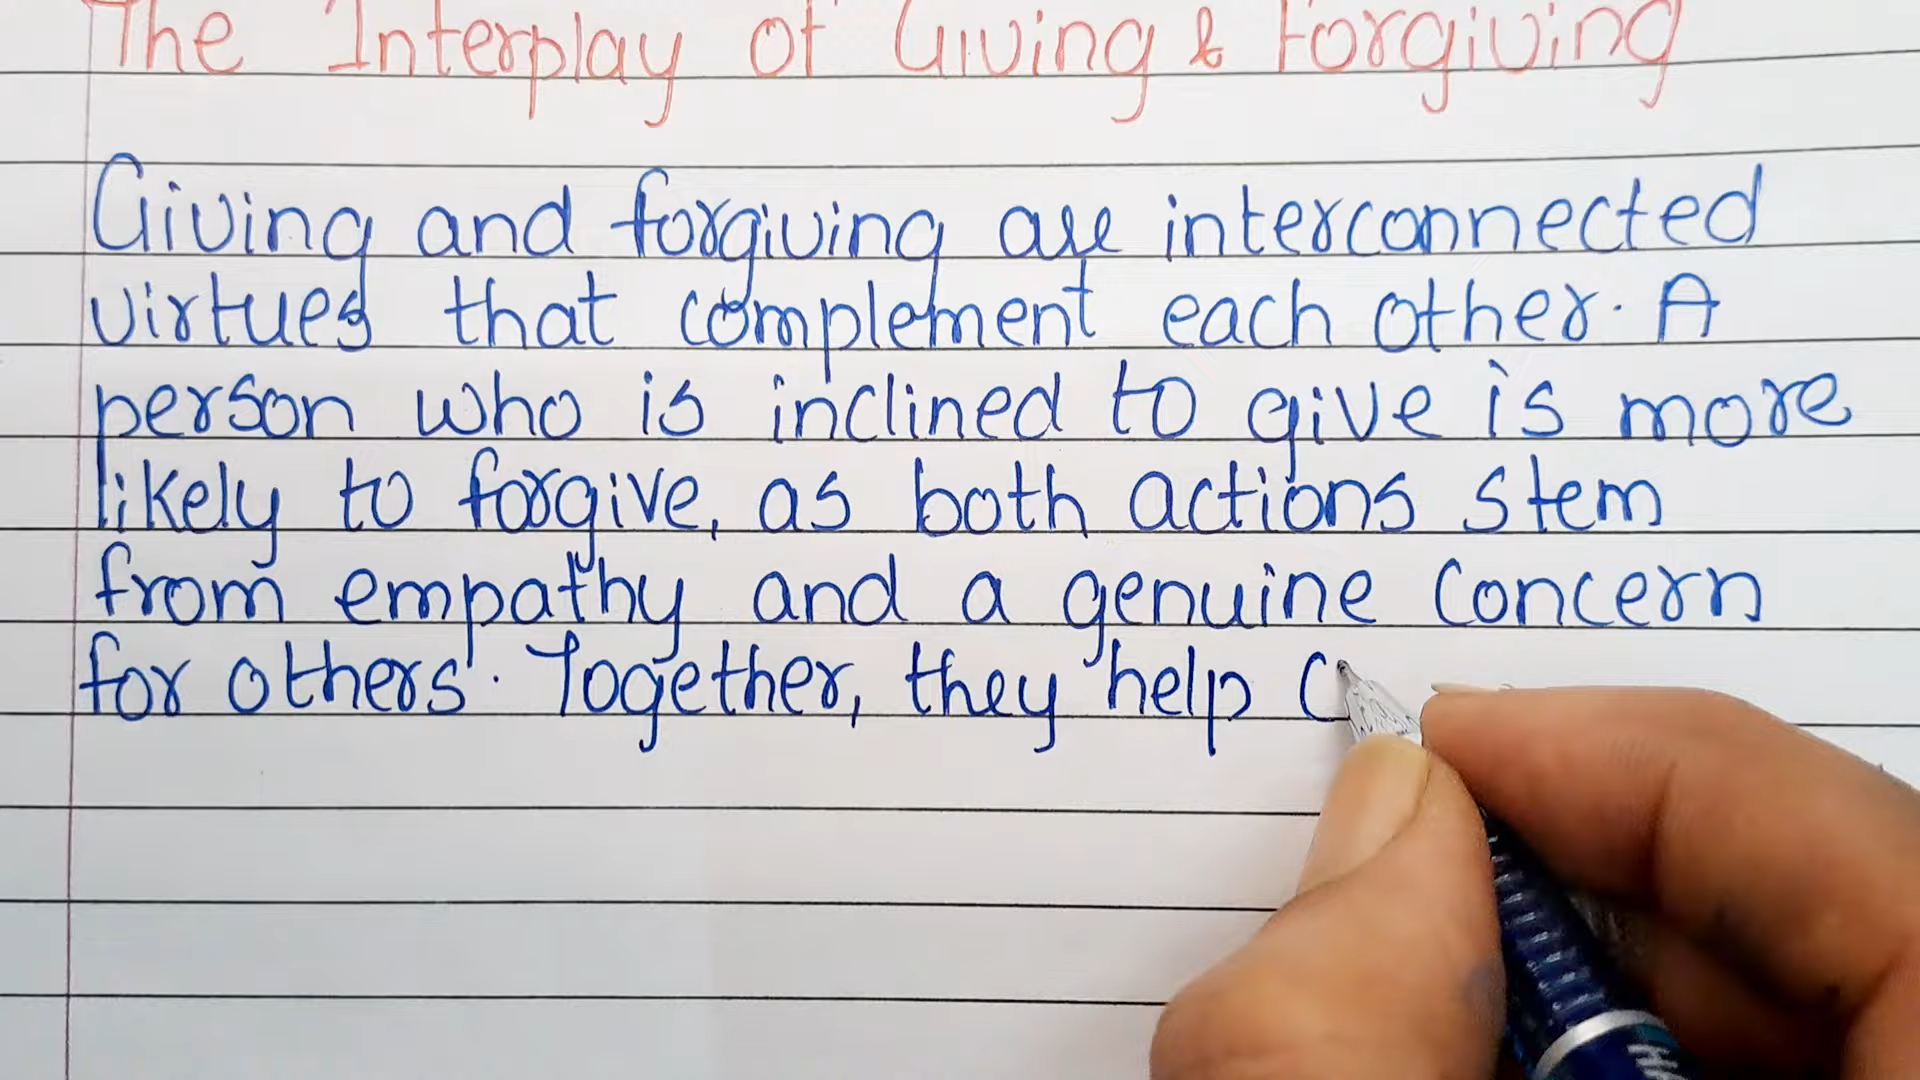 The Interplay of Giving & Forgiving
Giving and forgiving are interconnected
virtues that complement each other. A
person who is inclined to give is more
likely to forgive, as both actions stem
from empathy and a genuine concern
for others. Together, they help c